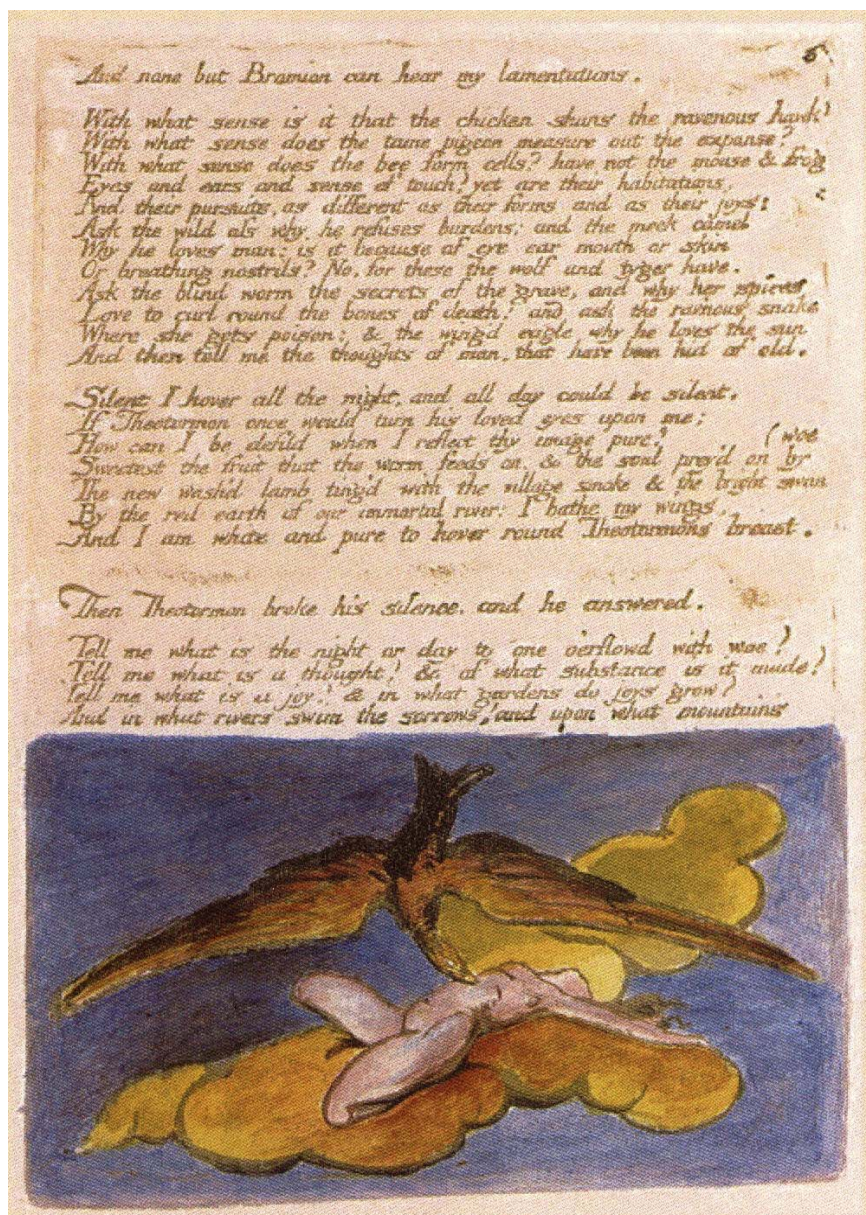 6
And none but Bromion can hear my lamentations.
With what sense is it that the chicken shuns the ravenous hawk?
With what sense does the tame pigeon measure out the expanse?
With what sense does the bee form cells? have not the mouse & frog
Eyes and ears and sense of touch? yet are their habitations,
And their pursuits, as different as their forms and as their joys:
Ask the wild ass why he refuses burdens: and the meek camel
Why he loves man: is it because of eye ear mouth or skin
Or breathing nostrils? No. for these the wolf and tyger have.
Ask the blind worm the secrets of the grave, and why her spires
Love to curl round the bones of death! and ask the rav'nous snake
Where she gets poison: & the wing'd eagle why he loves the sun
And then tell me the thoughts of man, that have been hid of old.
Silent I hover all the night, and all day could be silent.
If Theotormon once would turn his loved eyes upon me;
How can I be defild when I reflect thy image pure?
(woe
Sweetest the fruit that the worm feeds on. & the soul prey'd on by
The new wash'd lamb ting'd with the village smoke & the bright swan
By the red earth of our immortal river: I bathe my wings.
And I am white and pure to hover round Theotormons breast.
Then Theotormon broke his silence. and he answered.
Tell me what is the night or day to one o'erflowd with woe?
Tell me what is a thought? & of what substance is it made?
Tell me what is a joy? & in what gardens do joys grow?
And in what rivers swim the sorrows? and upon what mountains